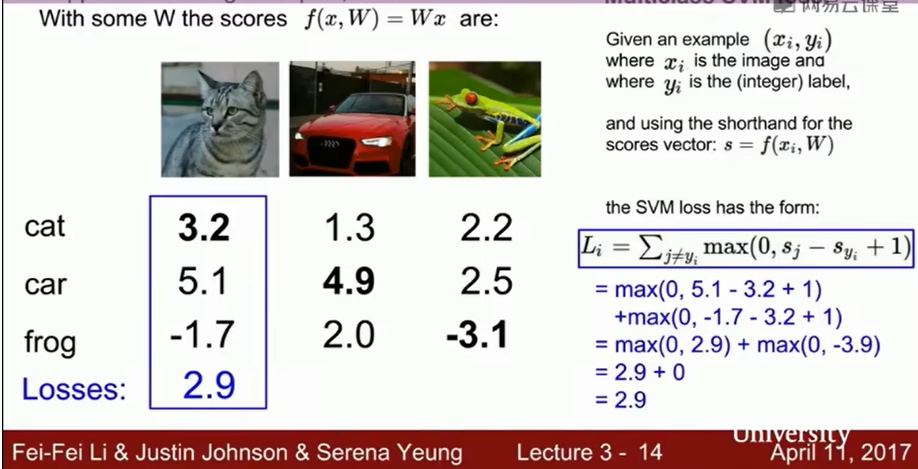 With some W the scores f(x, W) = Wx are:
Multiclass SVM loss:
网易云课堂
Given an example (x_i, y_i)
where x_i is the image and
where y_i is the (integer) label,
and using the shorthand for the
scores vector: s = f(x_i, W)
cat 3.2 1.3 2.2
car 5.1 4.9 2.5
frog -1.7 2.0 -3.1
Losses: 2.9
the SVM loss has the form:
L_i = ∑_{j≠y_i} max(0, s_j − s_{y_i} + 1)
= max(0, 5.1 - 3.2 + 1)
+max(0, -1.7 - 3.2 + 1)
= max(0, 2.9) + max(0, -3.9)
= 2.9 + 0
= 2.9
University
Fei-Fei Li & Justin Johnson & Serena Yeung Lecture 3 - 14 April 11, 2017